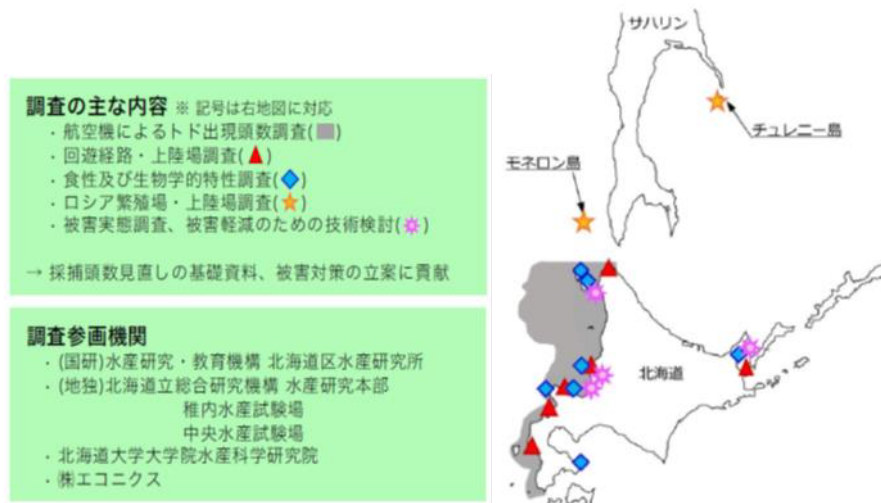 調査の主な内容 ※ 記号は右地図に対応
・航空機によるトド出現頭数調査(■)
・回遊経路・上陸場調査(▲)
・食性及び生物学的特性調査(◆)
・ロシア繁殖場・上陸場調査(★)
・被害実態調査、被害軽減のための技術検討(✸)
→ 採捕頭数見直しの基礎資料、被害対策の立案に貢献
調査参画機関
・(国研)水産研究・教育機構 北海道区水産研究所
・(地独)北海道立総合研究機構 水産研究本部
稚内水産試験場
中央水産試験場
・北海道大学大学院水産科学研究院
・㈱エコニクス
サハリン
チュレニー島
モネロン島
北海道